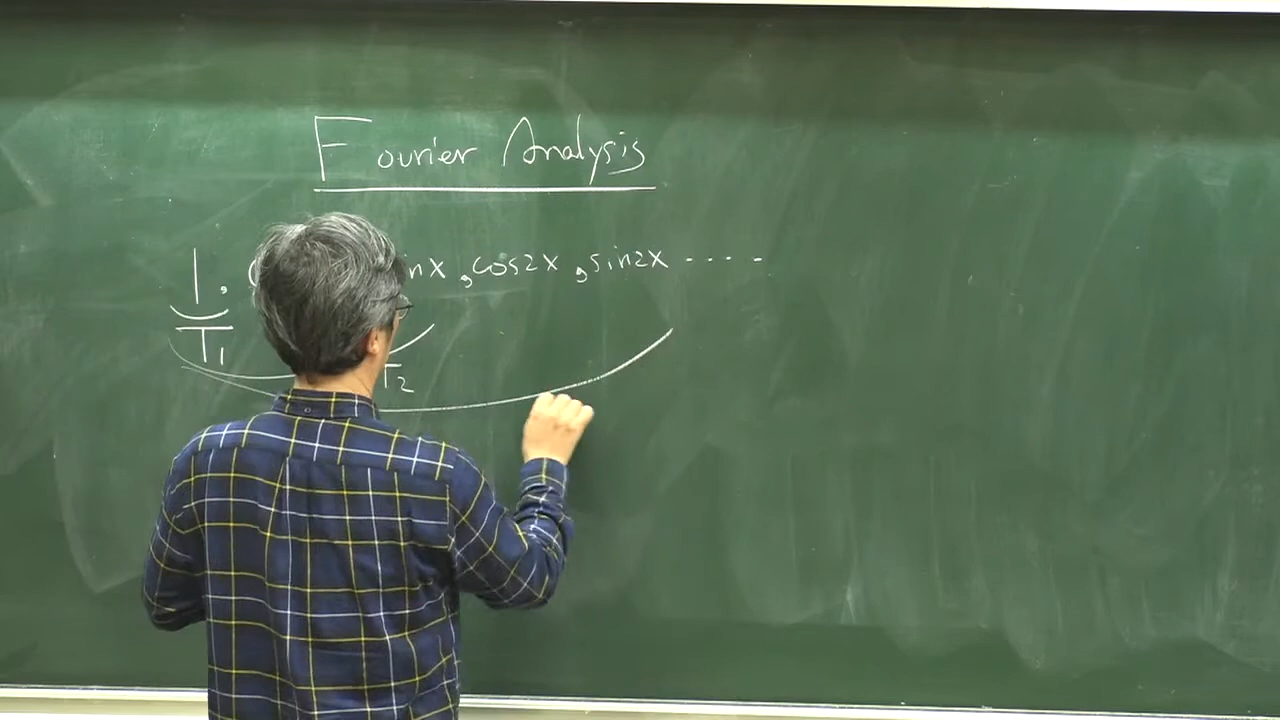 Fourier Analysis
1, nx, cos2x, sin2x ....
T1 T2